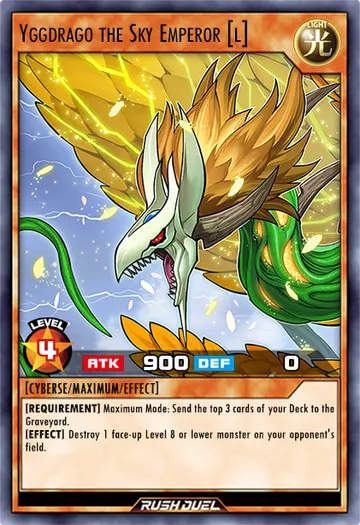 Yggdrago the Sky Emperor [L]
LIGHT
光
LEVEL
4
ATK 900 DEF 0
[CYBERSE/MAXIMUM/EFFECT]
[REQUIREMENT] Maximum Mode: Send the top 3 cards of your Deck to the
Graveyard.
[EFFECT] Destroy 1 face-up Level 8 or lower monster on your opponent's
field.
RUSH DUEL